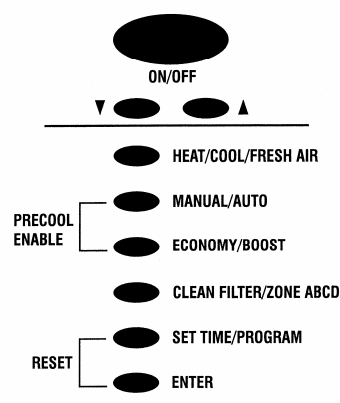 ON/OFF
▼ ▲
HEAT/COOL/FRESH AIR
MANUAL/AUTO
PRECOOL
ENABLE
ECONOMY/BOOST
CLEAN FILTER/ZONE ABCD
SET TIME/PROGRAM
RESET
ENTER